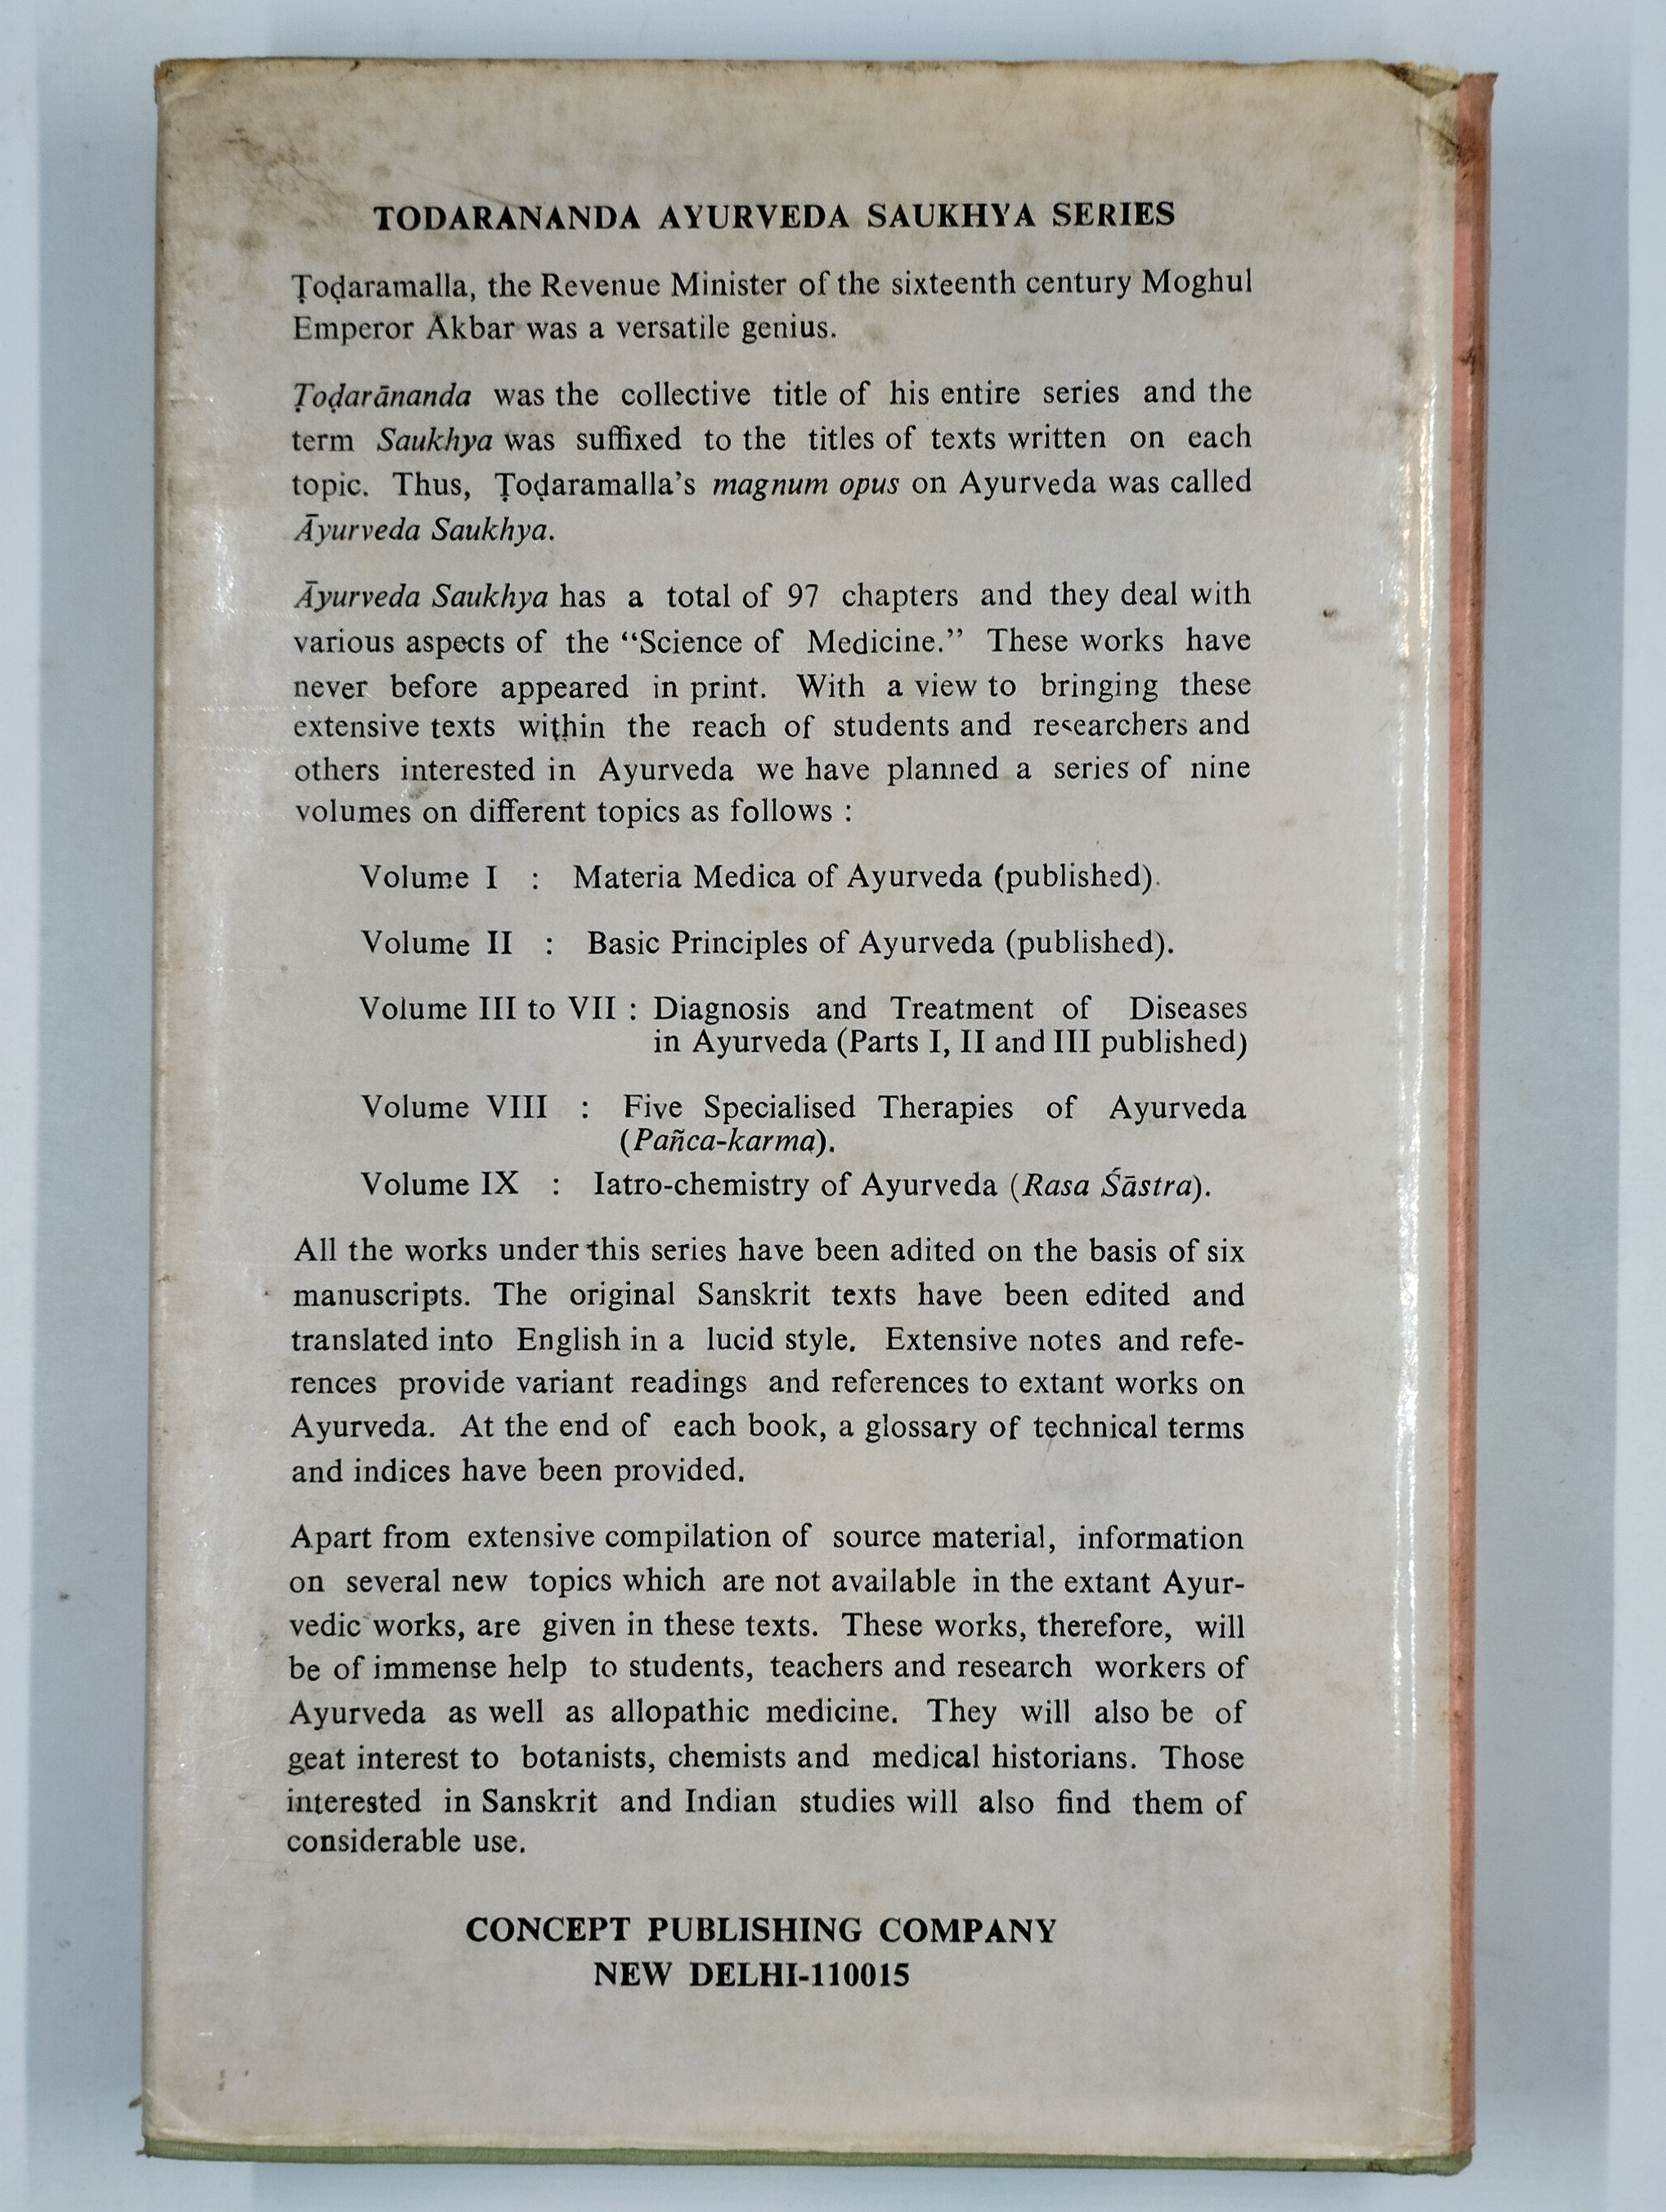 TODARANANDA AYURVEDA SAUKHYA SERIES
Ṭoḍaramalla, the Revenue Minister of the sixteenth century Moghul
Emperor Akbar was a versatile genius.
Ṭoḍarānanda was the collective title of his entire series and the
term Saukhya was suffixed to the titles of texts written on each
topic. Thus, Ṭoḍaramalla's magnum opus on Ayurveda was called
Āyurveda Saukhya.
Āyurveda Saukhya has a total of 97 chapters and they deal with
various aspects of the “Science of Medicine.” These works have
never before appeared in print. With a view to bringing these
extensive texts within the reach of students and researchers and
others interested in Ayurveda we have planned a series of nine
volumes on different topics as follows :
Volume I : Materia Medica of Ayurveda (published).
Volume II : Basic Principles of Ayurveda (published).
Volume III to VII : Diagnosis and Treatment of Diseases
in Ayurveda (Parts I, II and III published)
Volume VIII : Five Specialised Therapies of Ayurveda
(Pañca-karma).
Volume IX : Iatro-chemistry of Ayurveda (Rasa Śāstra).
All the works under this series have been adited on the basis of six
manuscripts. The original Sanskrit texts have been edited and
translated into English in a lucid style. Extensive notes and refe-
rences provide variant readings and references to extant works on
Ayurveda. At the end of each book, a glossary of technical terms
and indices have been provided.
Apart from extensive compilation of source material, information
on several new topics which are not available in the extant Ayur-
vedic works, are given in these texts. These works, therefore, will
be of immense help to students, teachers and research workers of
Ayurveda as well as allopathic medicine. They will also be of
geat interest to botanists, chemists and medical historians. Those
interested in Sanskrit and Indian studies will also find them of
considerable use.
CONCEPT PUBLISHING COMPANY
NEW DELHI-110015